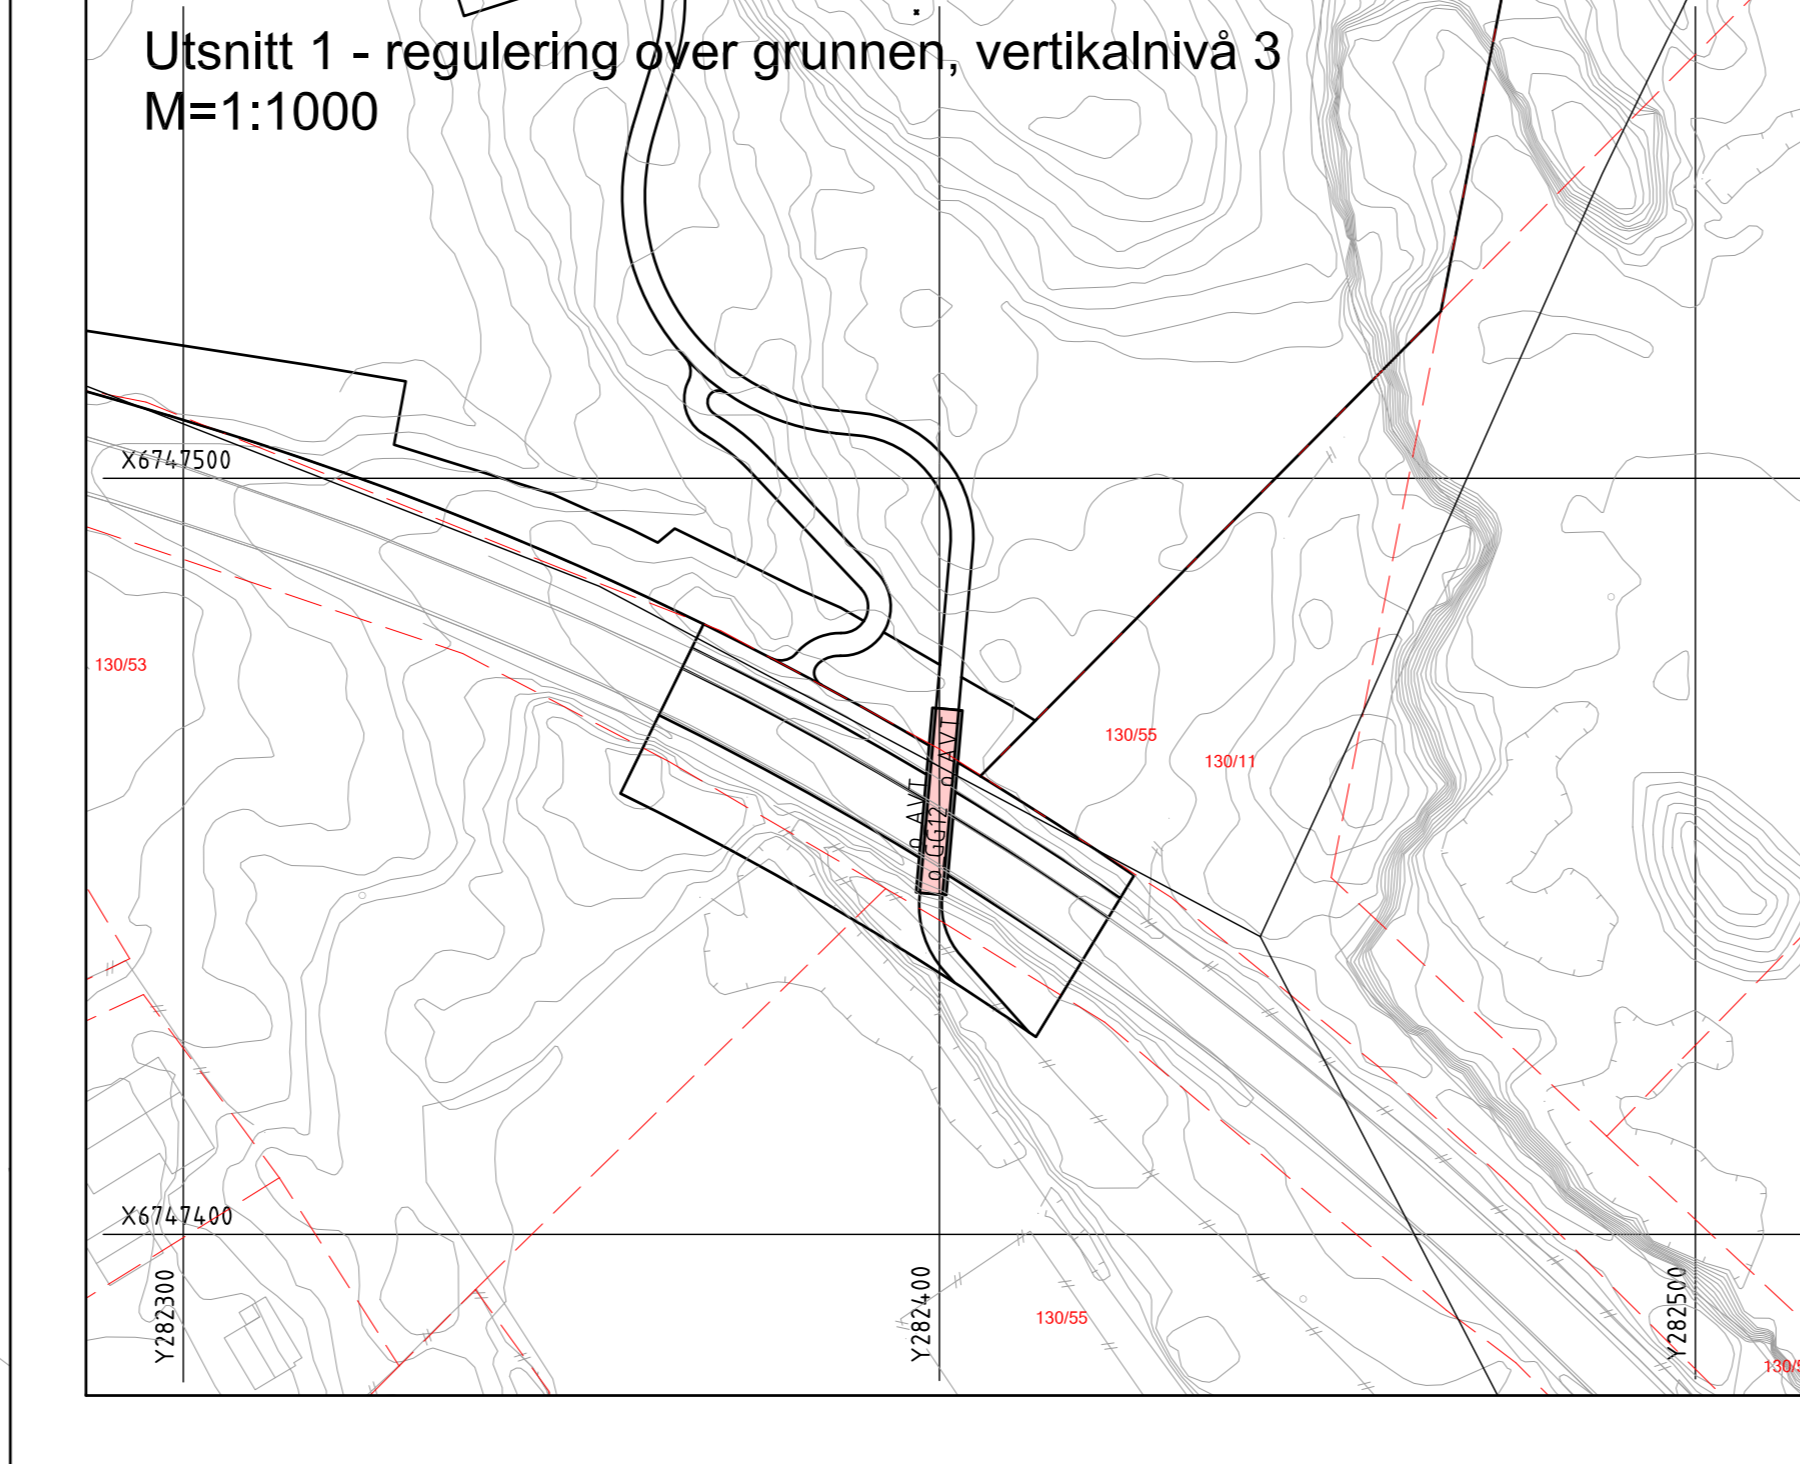 Utsnitt 1 - regulering over grunnen, vertikalnivå 3
M=1:1000
X6747500
130/53
130/55
130/11
o_AVT
o_GG12
o_AVT
X6747400
Y282300
Y282400
Y282500
130/55